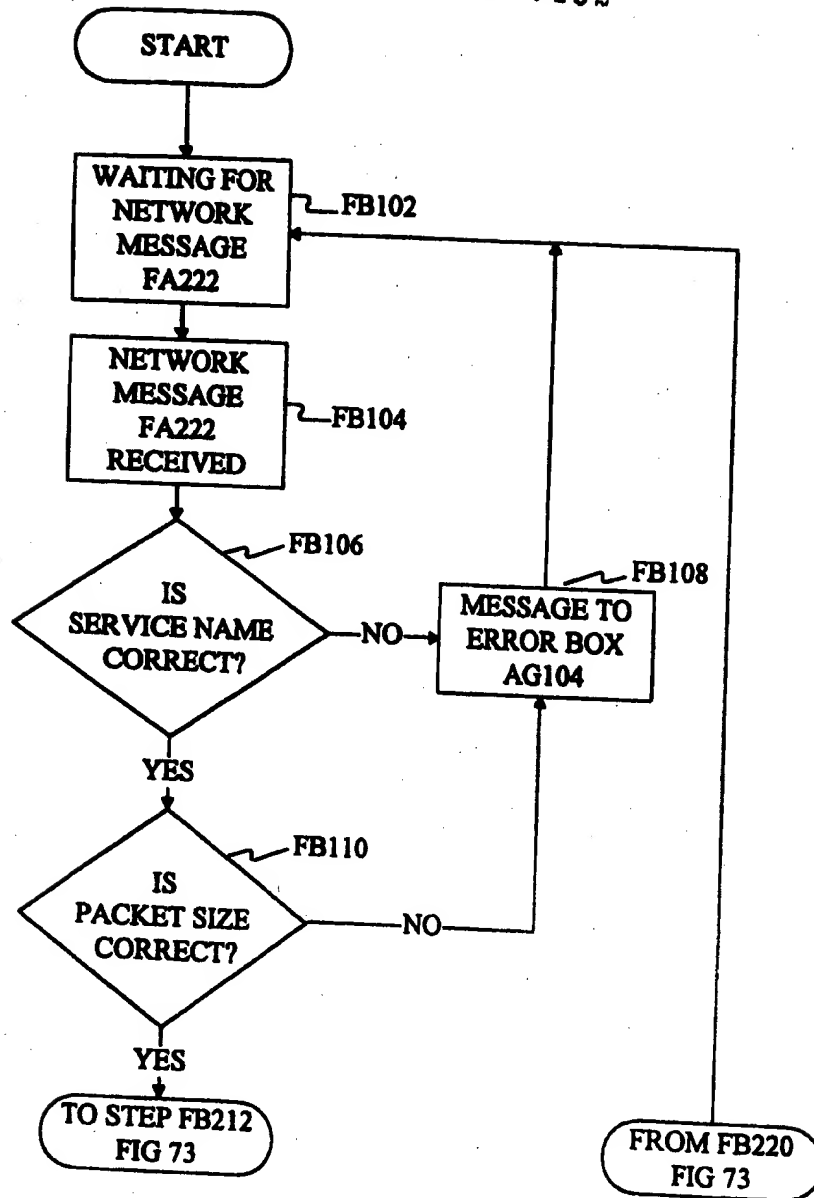 START
WAITING FOR
NETWORK
MESSAGE
FA222
FB102
NETWORK
MESSAGE
FA222
RECEIVED
FB104
FB106
IS
SERVICE NAME
CORRECT?
NO
FB108
MESSAGE TO
ERROR BOX
AG104
YES
FB110
IS
PACKET SIZE
CORRECT?
NO
YES
TO STEP FB212
FIG 73
FROM FB220
FIG 73